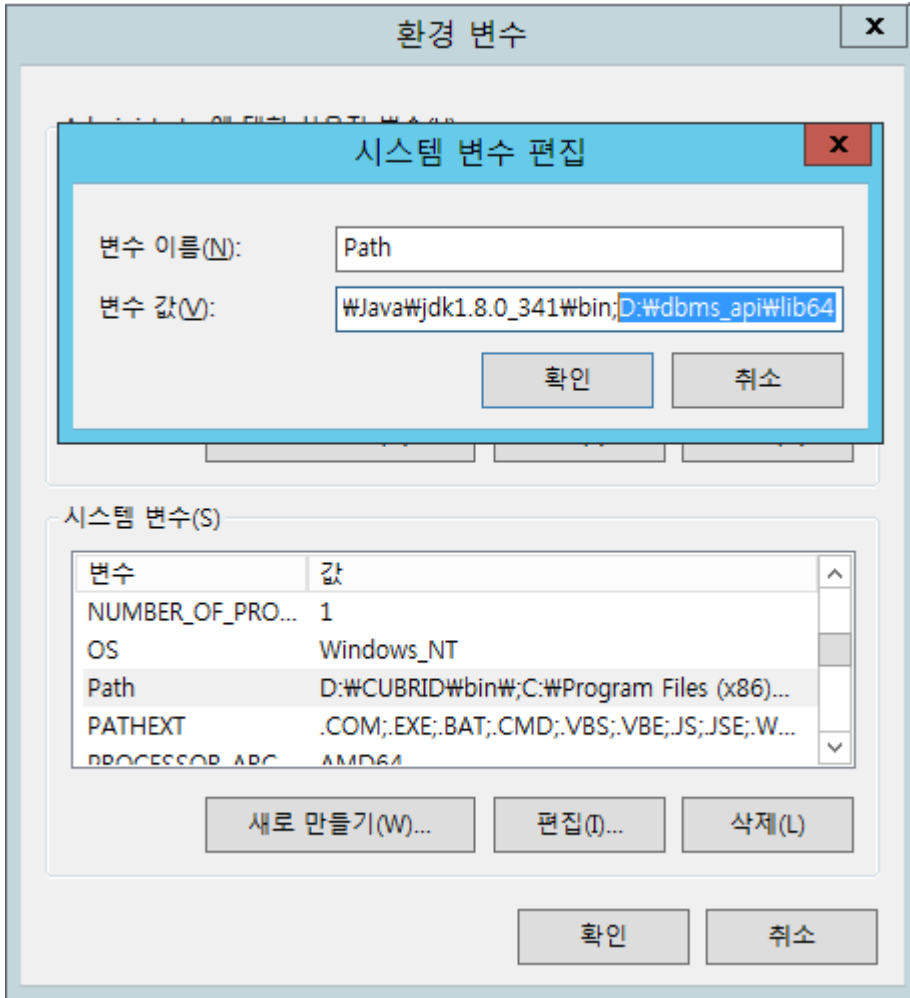 환경 변수
시스템 변수 편집
변수 이름(N):
Path
변수 값(V):
₩Java₩jdk1.8.0_341₩bin;D:₩dbms_api₩lib64
확인
취소
시스템 변수(S)
변수 값
NUMBER_OF_PRO... 1
OS Windows_NT
Path D:₩CUBRID₩bin₩;C:₩Program Files (x86)...
PATHEXT .COM;.EXE;.BAT;.CMD;.VBS;.VBE;.JS;.JSE;.W...
PROCESSOR_ARC... AMD64
새로 만들기(W)... 편집(I)... 삭제(L)
확인 취소